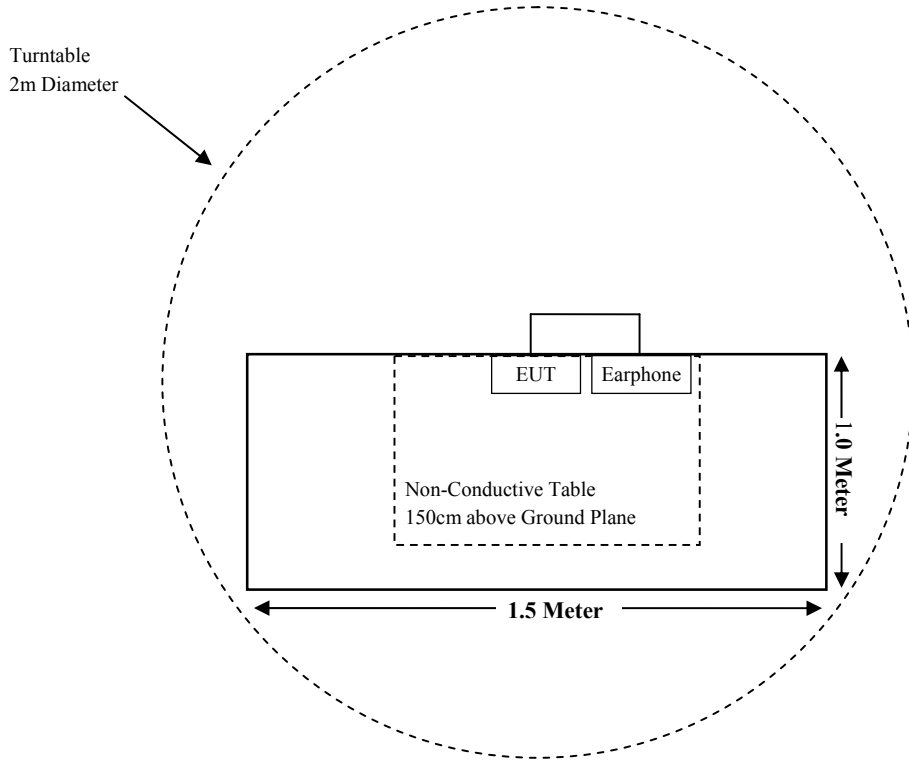 Turntable
2m Diameter
EUT
Earphone
Non-Conductive Table
150cm above Ground Plane
1.0 Meter
1.5 Meter